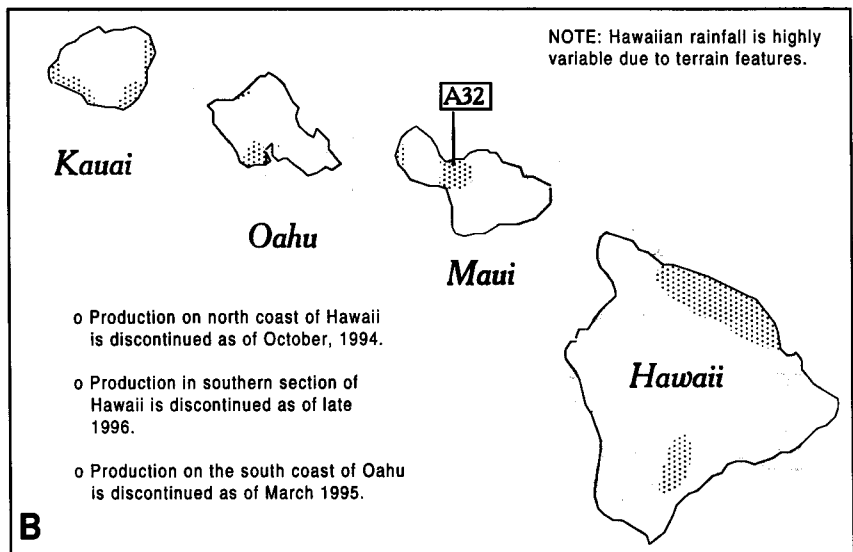 NOTE: Hawaiian rainfall is highly
variable due to terrain features.
A32
Kauai
Oahu
Maui
Hawaii
o Production on north coast of Hawaii
is discontinued as of October, 1994.
o Production in southern section of
Hawaii is discontinued as of late
1996.
o Production on the south coast of Oahu
is discontinued as of March 1995.
B